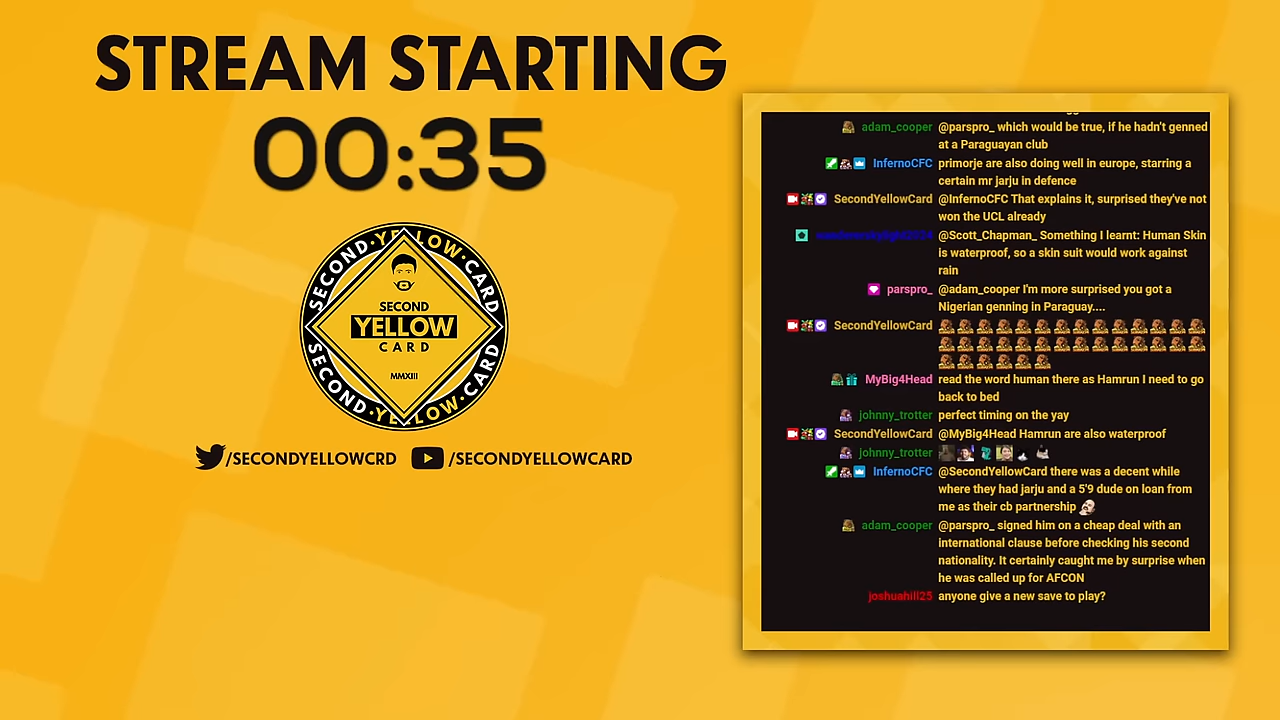 STREAM STARTING
00:35
SECOND·YELLOW·CARD
SECOND
YELLOW
CARD
MMXIII
SECOND·YELLOW·CARD
/SECONDYELLOWCRD /SECONDYELLOWCARD
adam_cooper @parspro_ which would be true, if he hadn't genned
at a Paraguayan club
InfernoCFC primorje are also doing well in europe, starring a
certain mr jarju in defence
SecondYellowCard @InfernoCFC That explains it, surprised they've not
won the UCL already
@Scott_Chapman_ Something I learnt: Human Skin
is waterproof, so a skin suit would work against
rain
parspro_ @adam_cooper I'm more surprised you got a
Nigerian genning in Paraguay....
SecondYellowCard
MyBig4Head read the word human there as Hamrun I need to go
back to bed
johnny_trotter perfect timing on the yay
SecondYellowCard @MyBig4Head Hamrun are also waterproof
johnny_trotter
InfernoCFC @SecondYellowCard there was a decent while
where they had jarju and a 5'9 dude on loan from
me as their cb partnership
adam_cooper @parspro_ signed him on a cheap deal with an
international clause before checking his second
nationality. It certainly caught me by surprise when
he was called up for AFCON
joshuahill25 anyone give a new save to play?